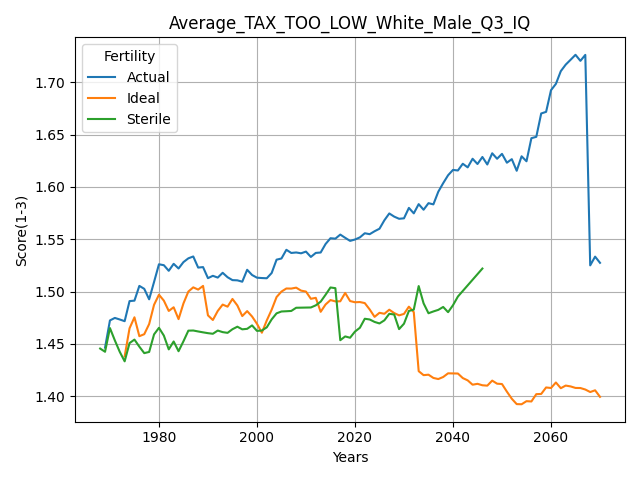 Average_TAX_TOO_LOW_White_Male_Q3_IQ
Fertility
Actual
Ideal
Sterile
Score(1-3)
1.70
1.65
1.60
1.55
1.50
1.45
1.40
1980
2000
2020
2040
2060
Years